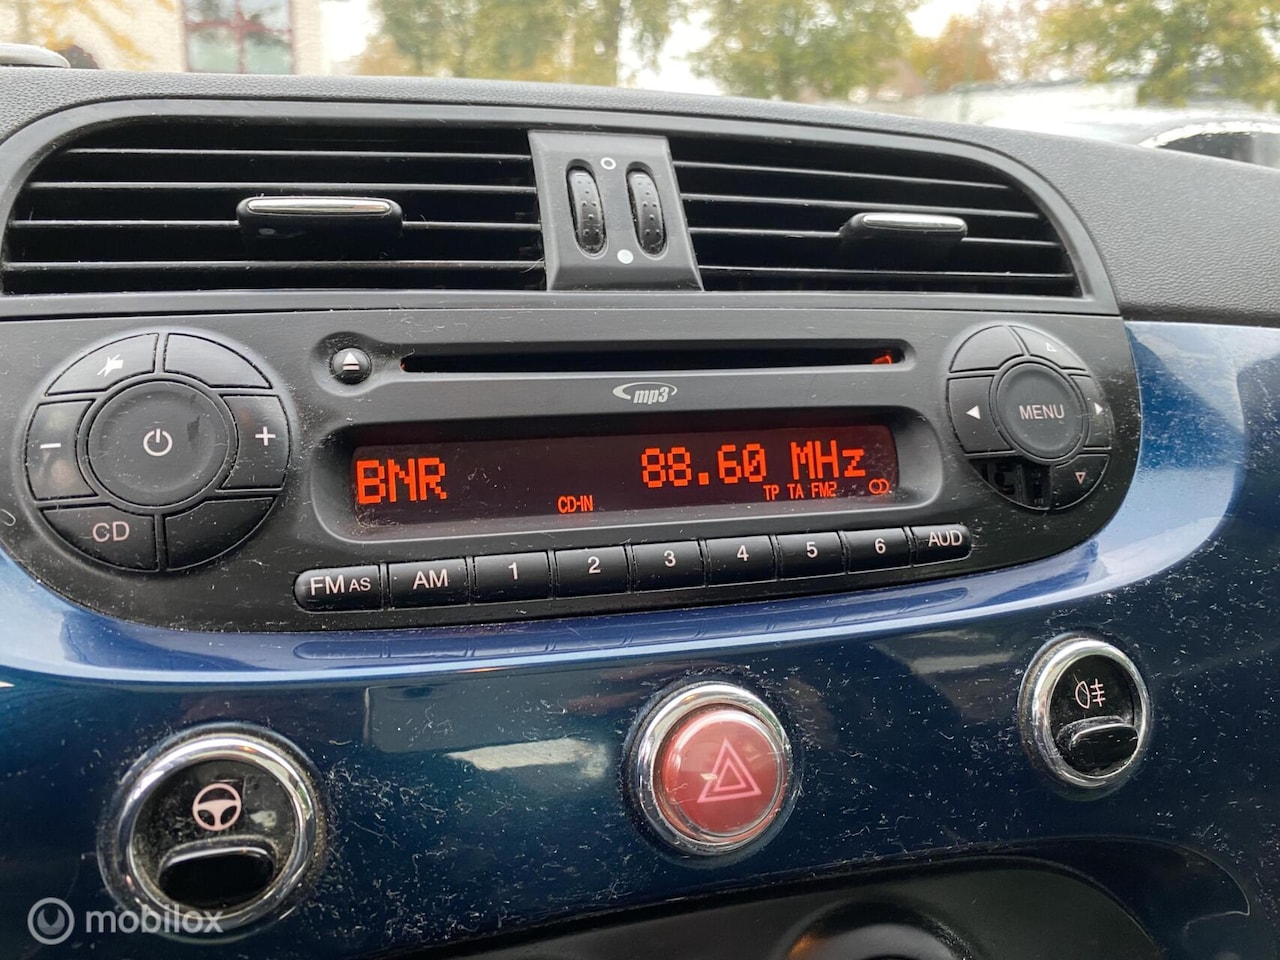 mp3
BNR
88.60 MHz
CD-IN
TP TA FM2
MENU
CD
FM AS
AM
1
2
3
4
5
6
AUD
mobilox